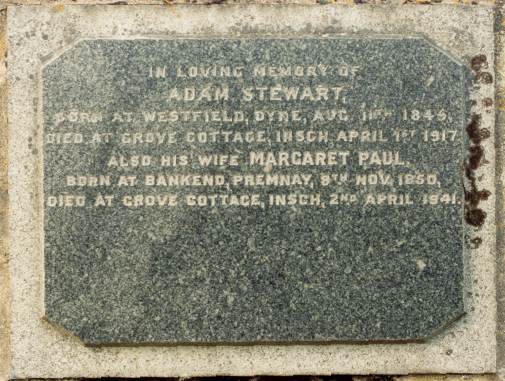 IN LOVING MEMORY OF
ADAM STEWART,
BORN AT WESTFIELD, DYKE, AUG. 11TH 1846,
DIED AT GROVE COTTAGE, INSCH APRIL 1ST 1917
ALSO HIS WIFE MARGARET PAUL,
BORN AT BANKEND, PREMNAY, 8TH NOV. 1850,
DIED AT GROVE COTTAGE, INSCH, 2ND APRIL 1941.